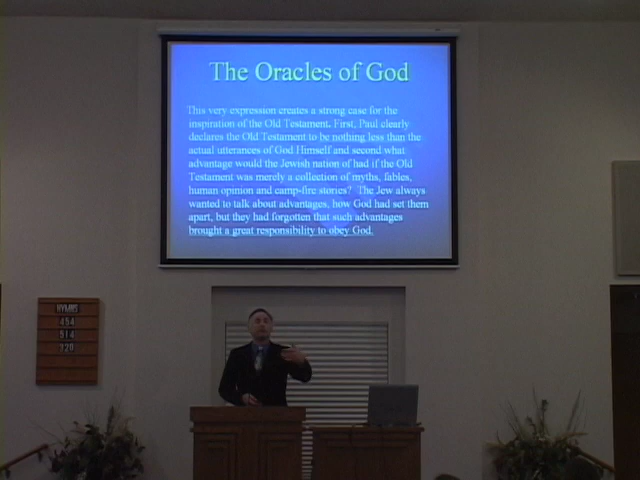 The Oracles of God
This very expression creates a strong case for the
inspiration of the Old Testament. First, Paul clearly
declares the Old Testament to be nothing less than the
actual utterances of God Himself and second what
advantage would the Jewish nation of had if the Old
Testament was merely a collection of myths, fables,
human opinion and camp-fire stories? The Jew always
wanted to talk about advantages, how God had set them
apart, but they had forgotten that such advantages
brought a great responsibility to obey God.
HYMNS
454
514
320